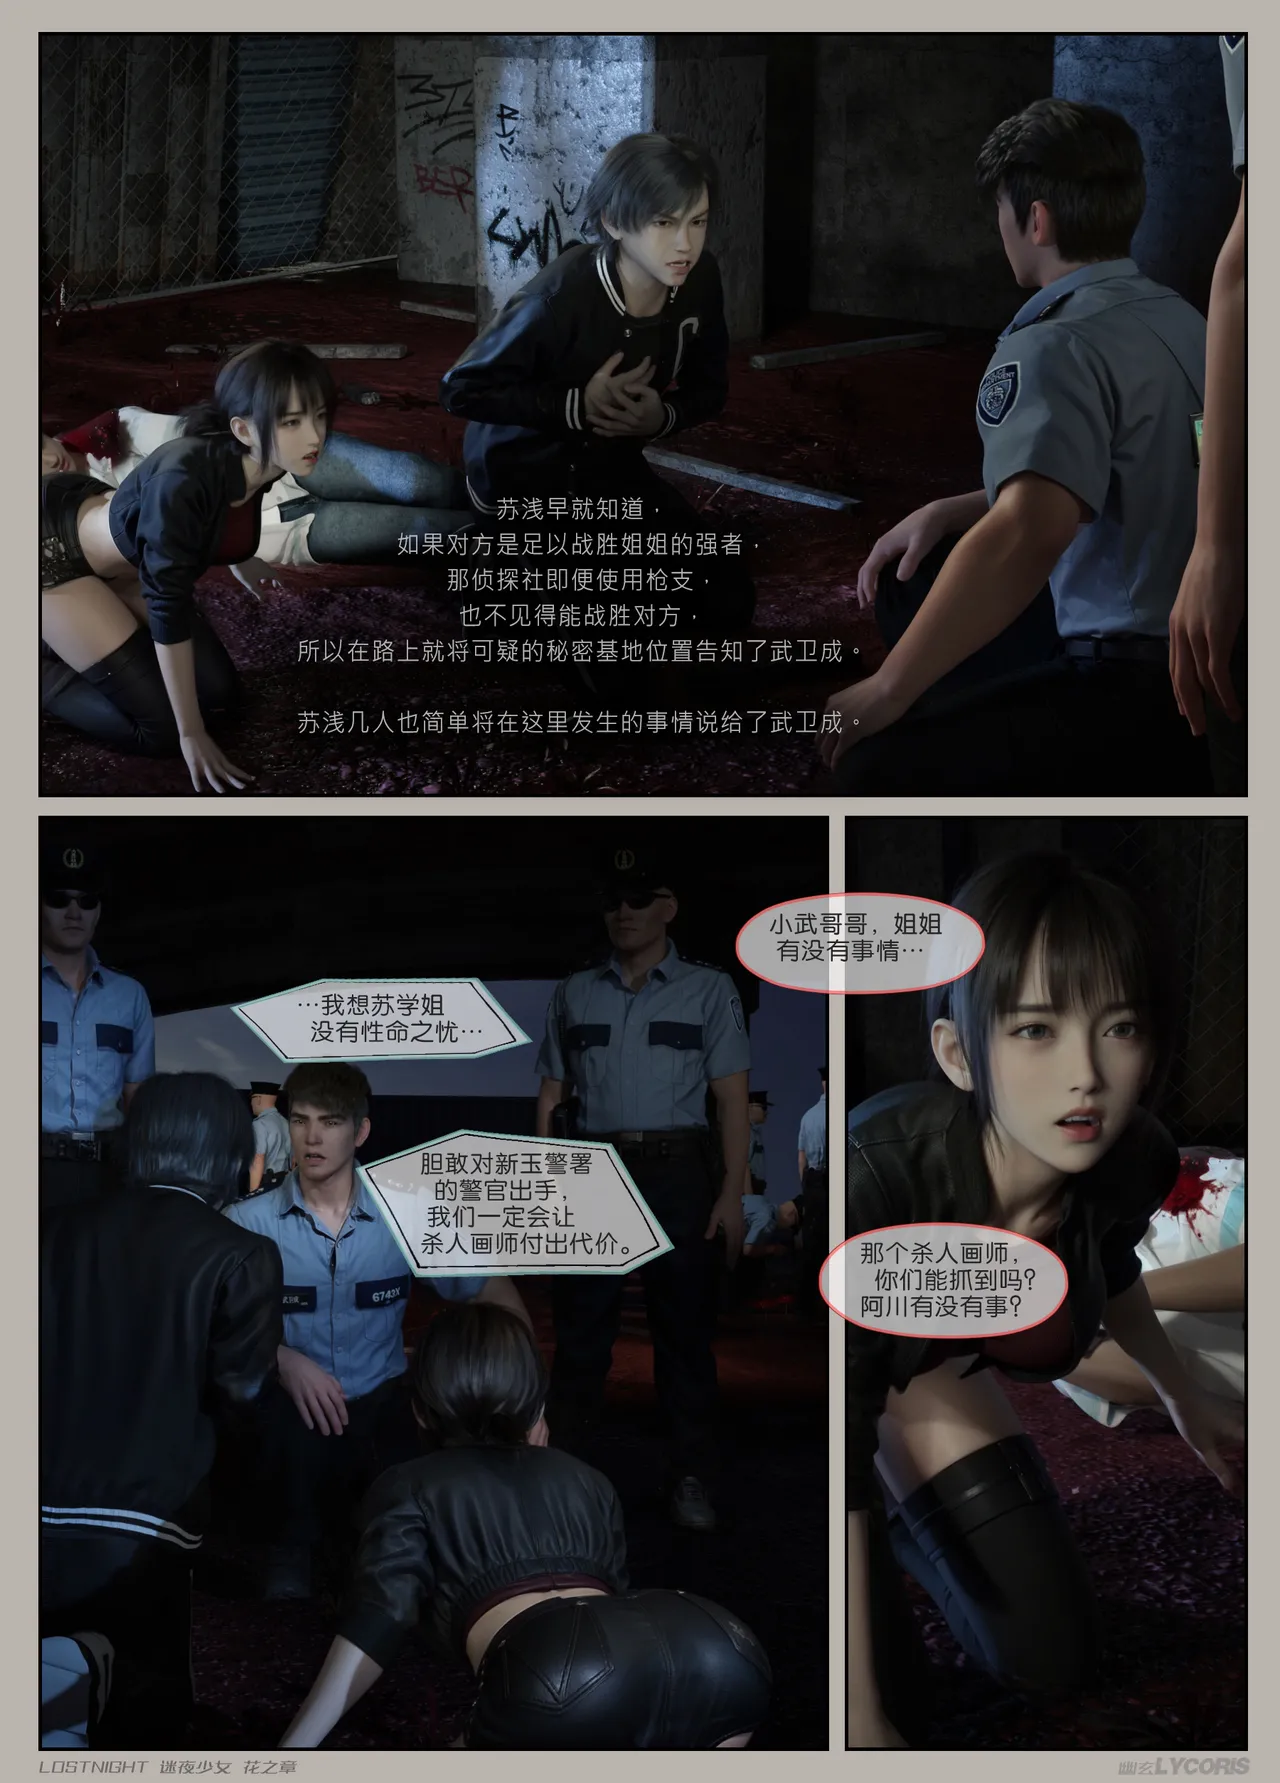 苏浅早就知道，
如果对方是足以战胜姐姐的强者，
那侦探社即便使用枪支，
也不见得能战胜对方，
所以在路上就将可疑的秘密基地位置告知了武卫成。
苏浅几人也简单将在这里发生的事情说给了武卫成。
小武哥哥，姐姐
有没有事情…
…我想苏学姐
没有性命之忧…
胆敢对新玉警署
的警官出手，
我们一定会让
杀人画师付出代价。
6743X
那个杀人画师，
你们能抓到吗？
阿川有没有事？
LOSTNIGHT 迷夜少女 花之章
幽玄LYCORIS